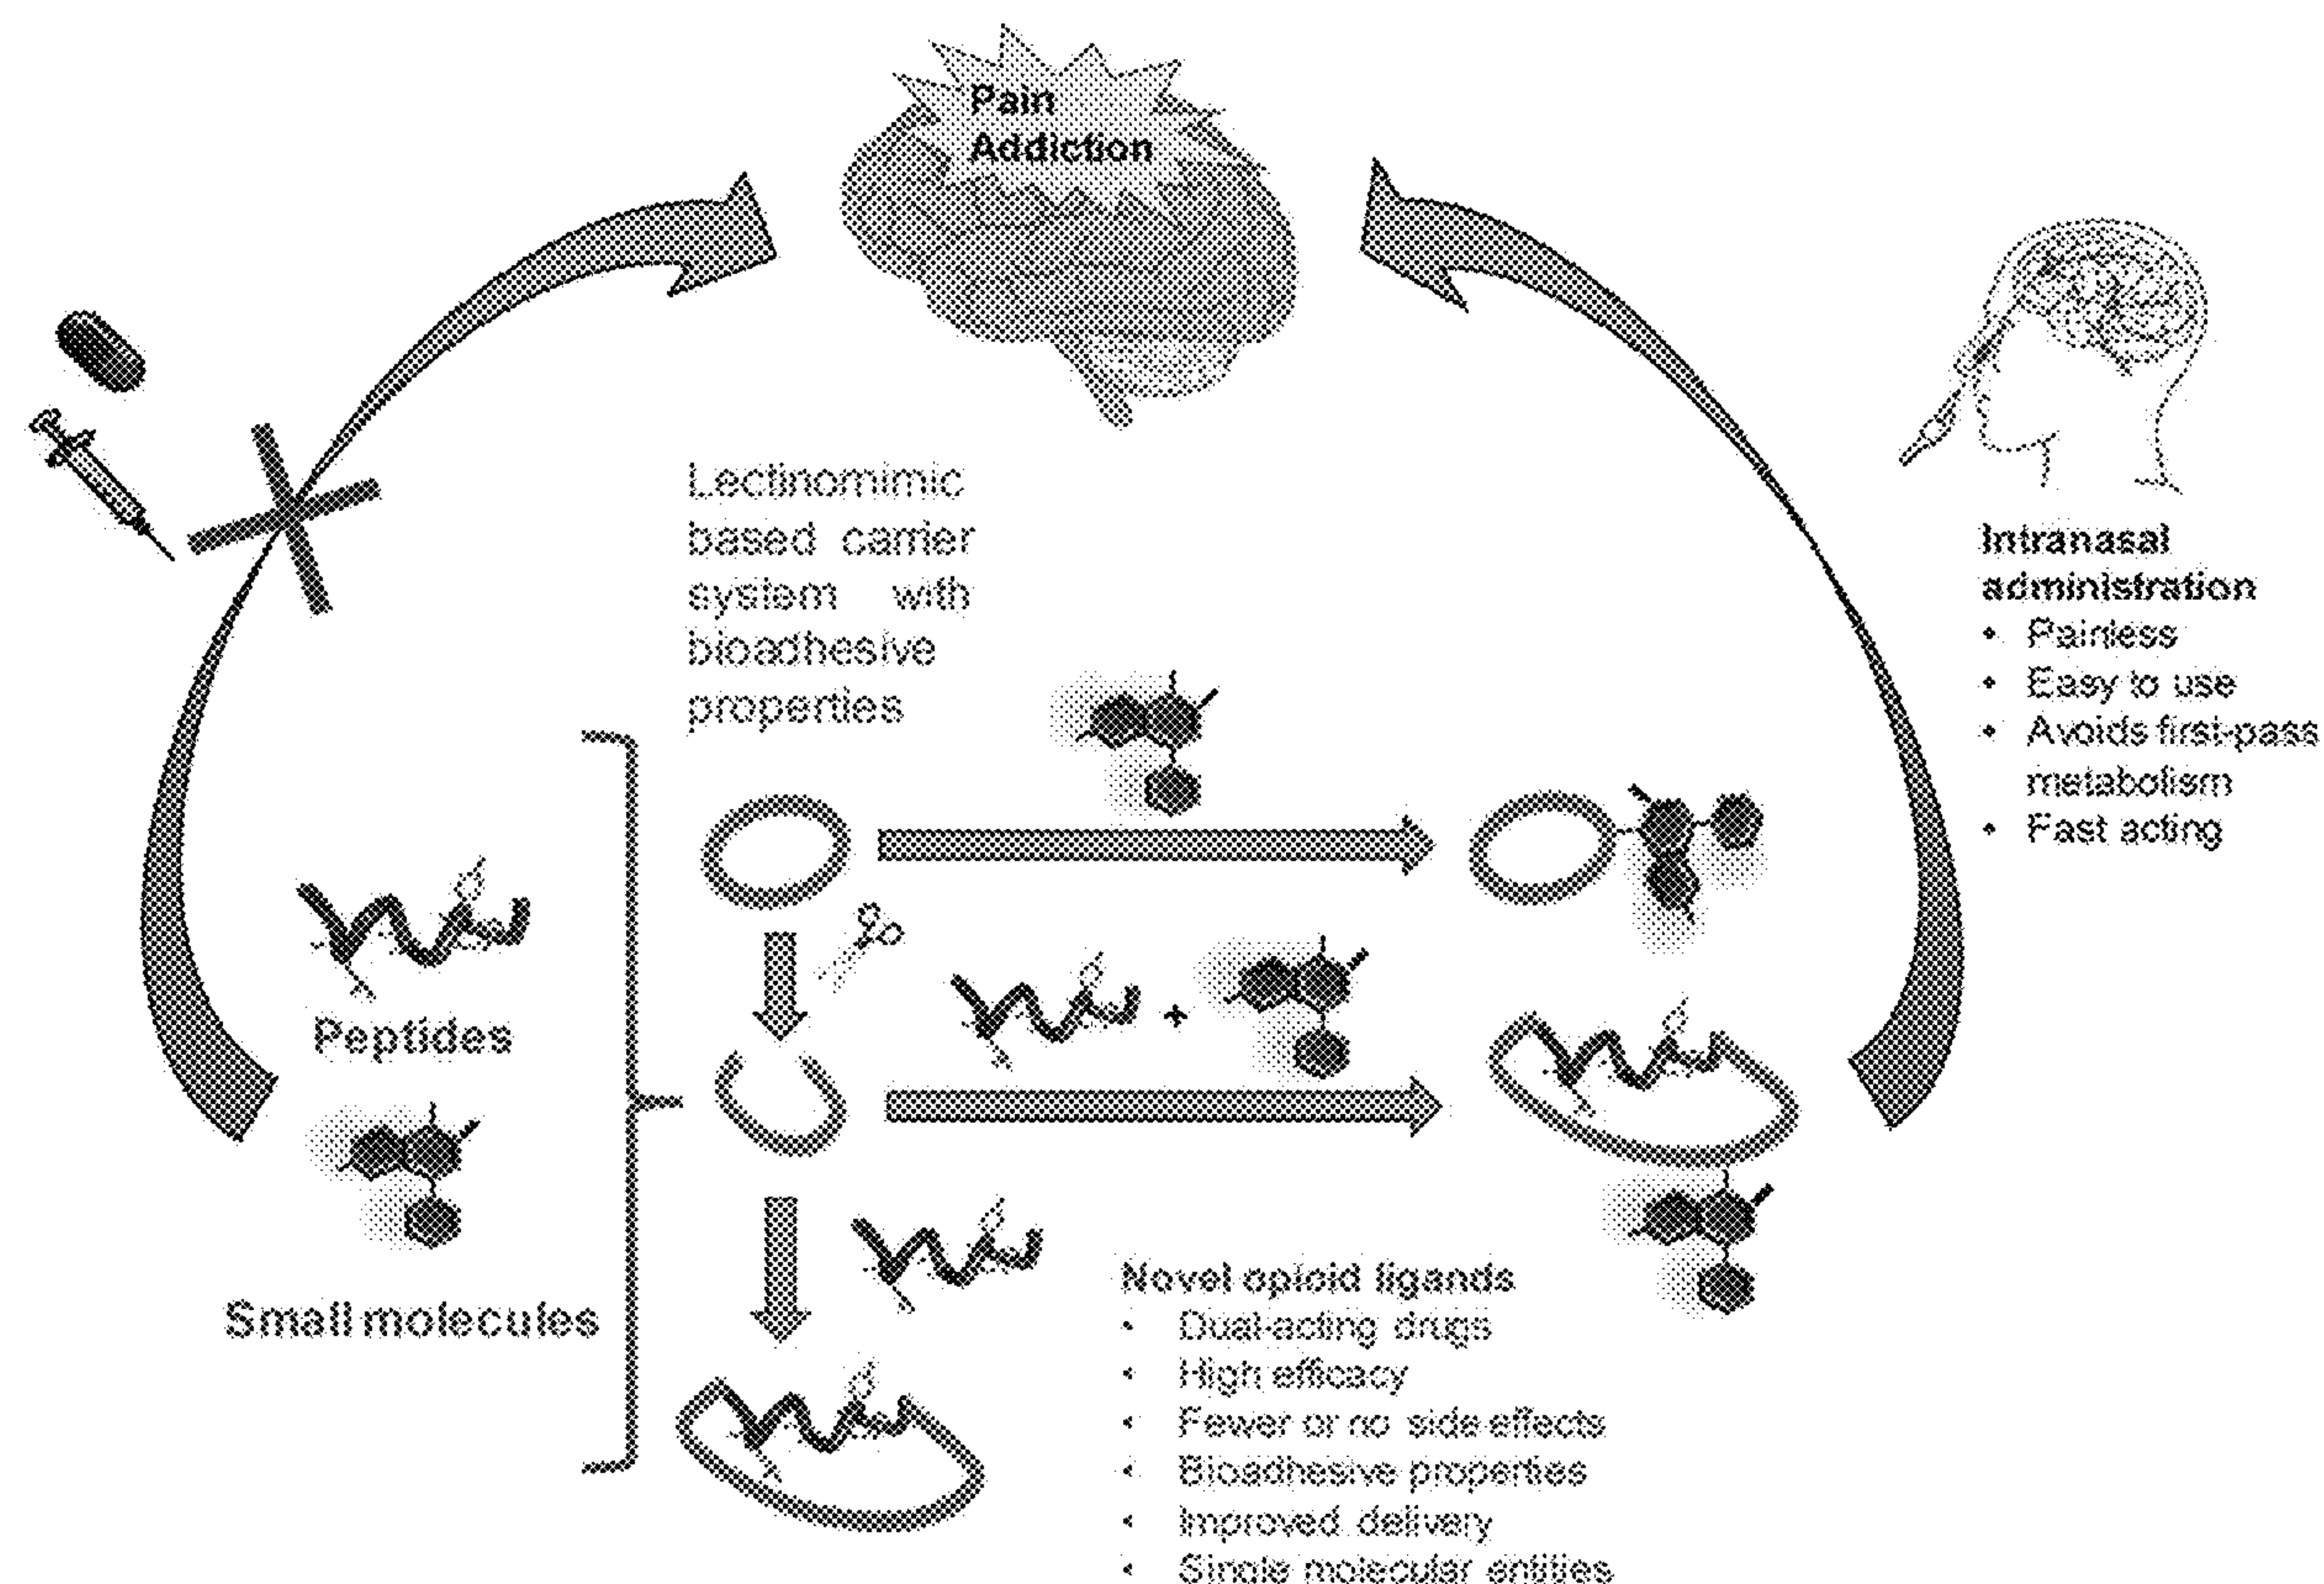 Pain
Addiction
Lectinomimic
based carrier
system with
bioadhesive
properties
Intranasal
administration
• Painless
• Easy to use
• Avoids first-pass
metabolism
• Fast acting
Peptides
+
Small molecules
Novel opioid ligands
• Dual-acting drugs
• High efficacy
• Fewer or no side effects
• Bioadhesive properties
• Improved delivery
• Single molecular entities